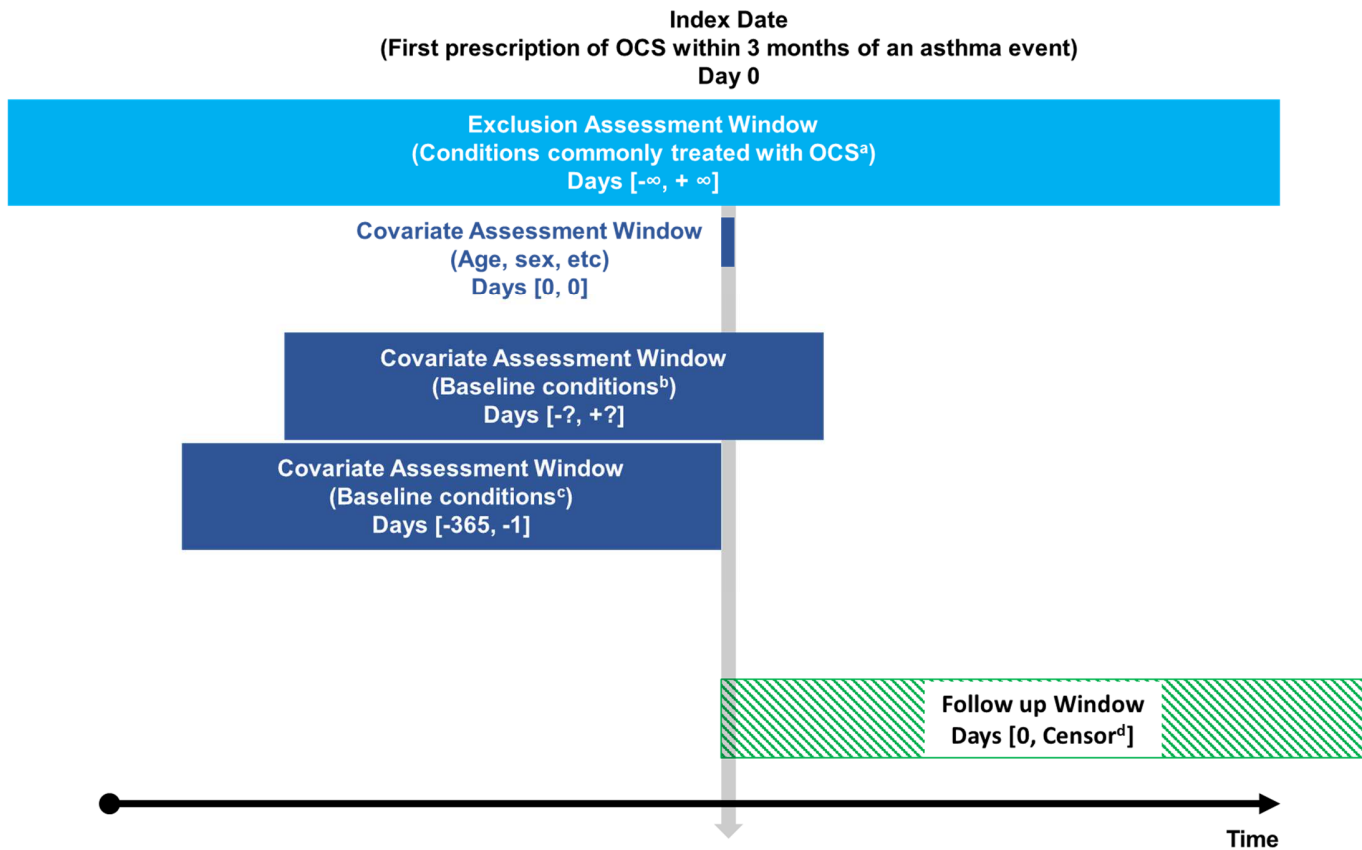 Index Date
(First prescription of OCS within 3 months of an asthma event)
Day 0
Exclusion Assessment Window
(Conditions commonly treated with OCSᵃ)
Days [-∞, + ∞]
Covariate Assessment Window
(Age, sex, etc)
Days [0, 0]
Covariate Assessment Window
(Baseline conditionsᵇ)
Days [-?, +?]
Covariate Assessment Window
(Baseline conditionsᶜ)
Days [-365, -1]
Follow up Window
Days [0, Censorᵈ]
Time